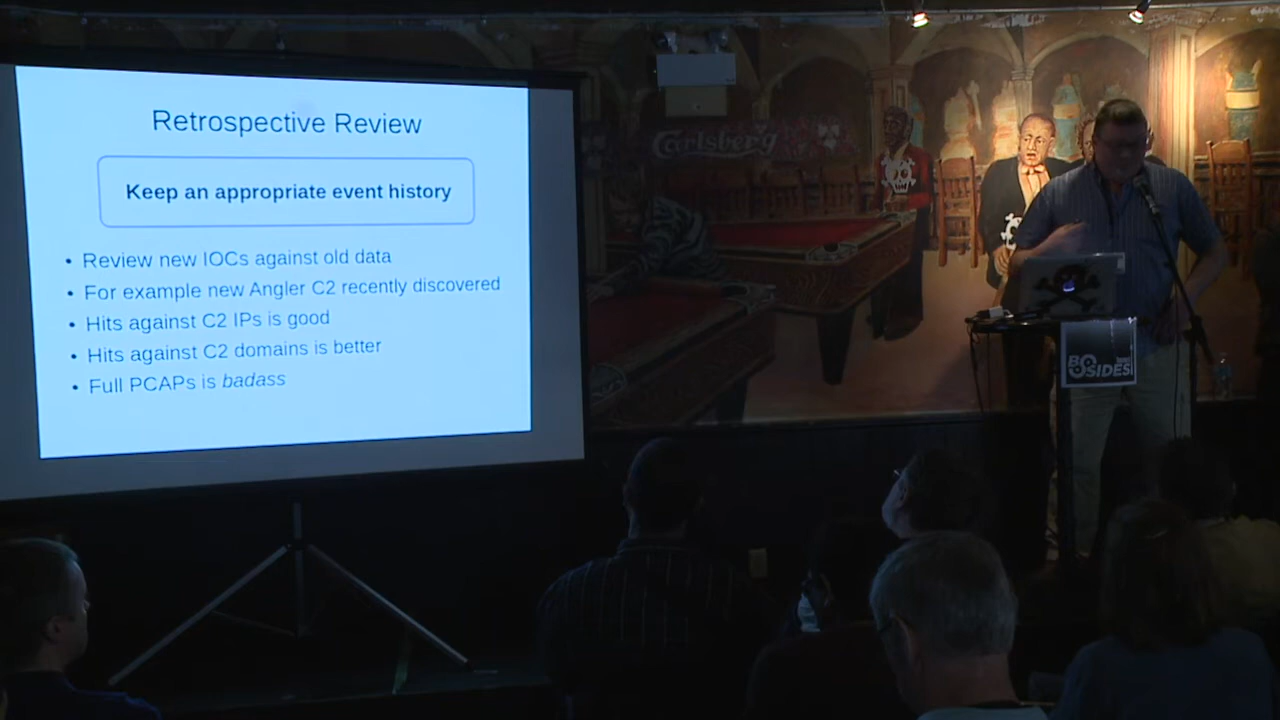 Retrospective Review
Keep an appropriate event history
• Review new IOCs against old data
• For example new Angler C2 recently discovered
• Hits against C2 IPs is good
• Hits against C2 domains is better
• Full PCAPs is badass
Carlsberg
BSIDES